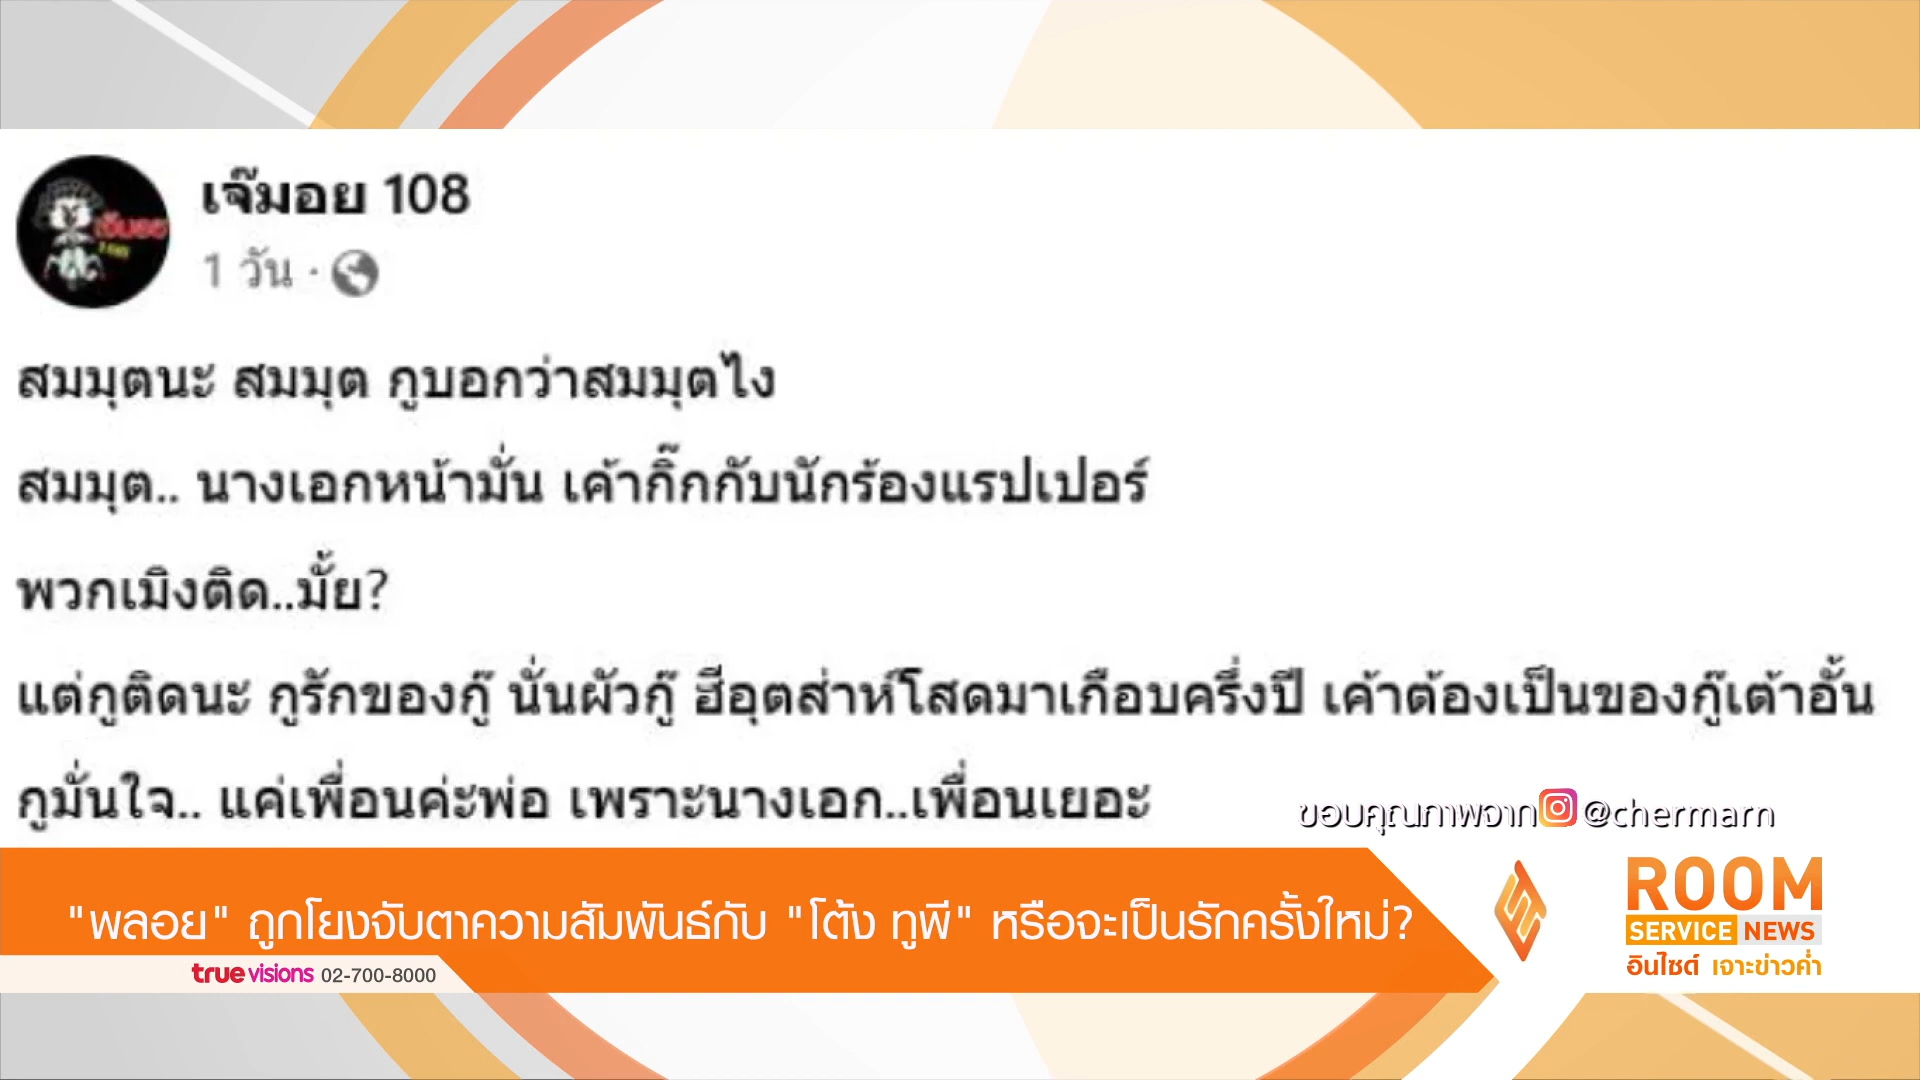 เจ๊มอย 108
1 วัน ·
สมมุตนะ สมมุต กูบอกว่าสมมุตไง
สมมุต.. นางเอกหน้ามั่น เค้ากิ๊กกับนักร้องแรปเปอร์
พวกเมิงติด..มั้ย?
แต่กูติดนะ กูรักของกู๊ นั่นผัวกู๊ ฮีอุตส่าห์โสดมาเกือบครึ่งปี เค้าต้องเป็นของกู๊เต้าอั้น
กูมั่นใจ.. แค่เพื่อนค่ะพ่อ เพราะนางเอก..เพื่อนเยอะ
ขอบคุณภาพจาก @chermarn
"พลอย" ถูกโยงจับตาความสัมพันธ์กับ "โต้ง ทูพี" หรือจะเป็นรักครั้งใหม่?
truevisions 02-700-8000
ROOM
SERVICE NEWS
อินไซด์ เจาะข่าวค่ำ